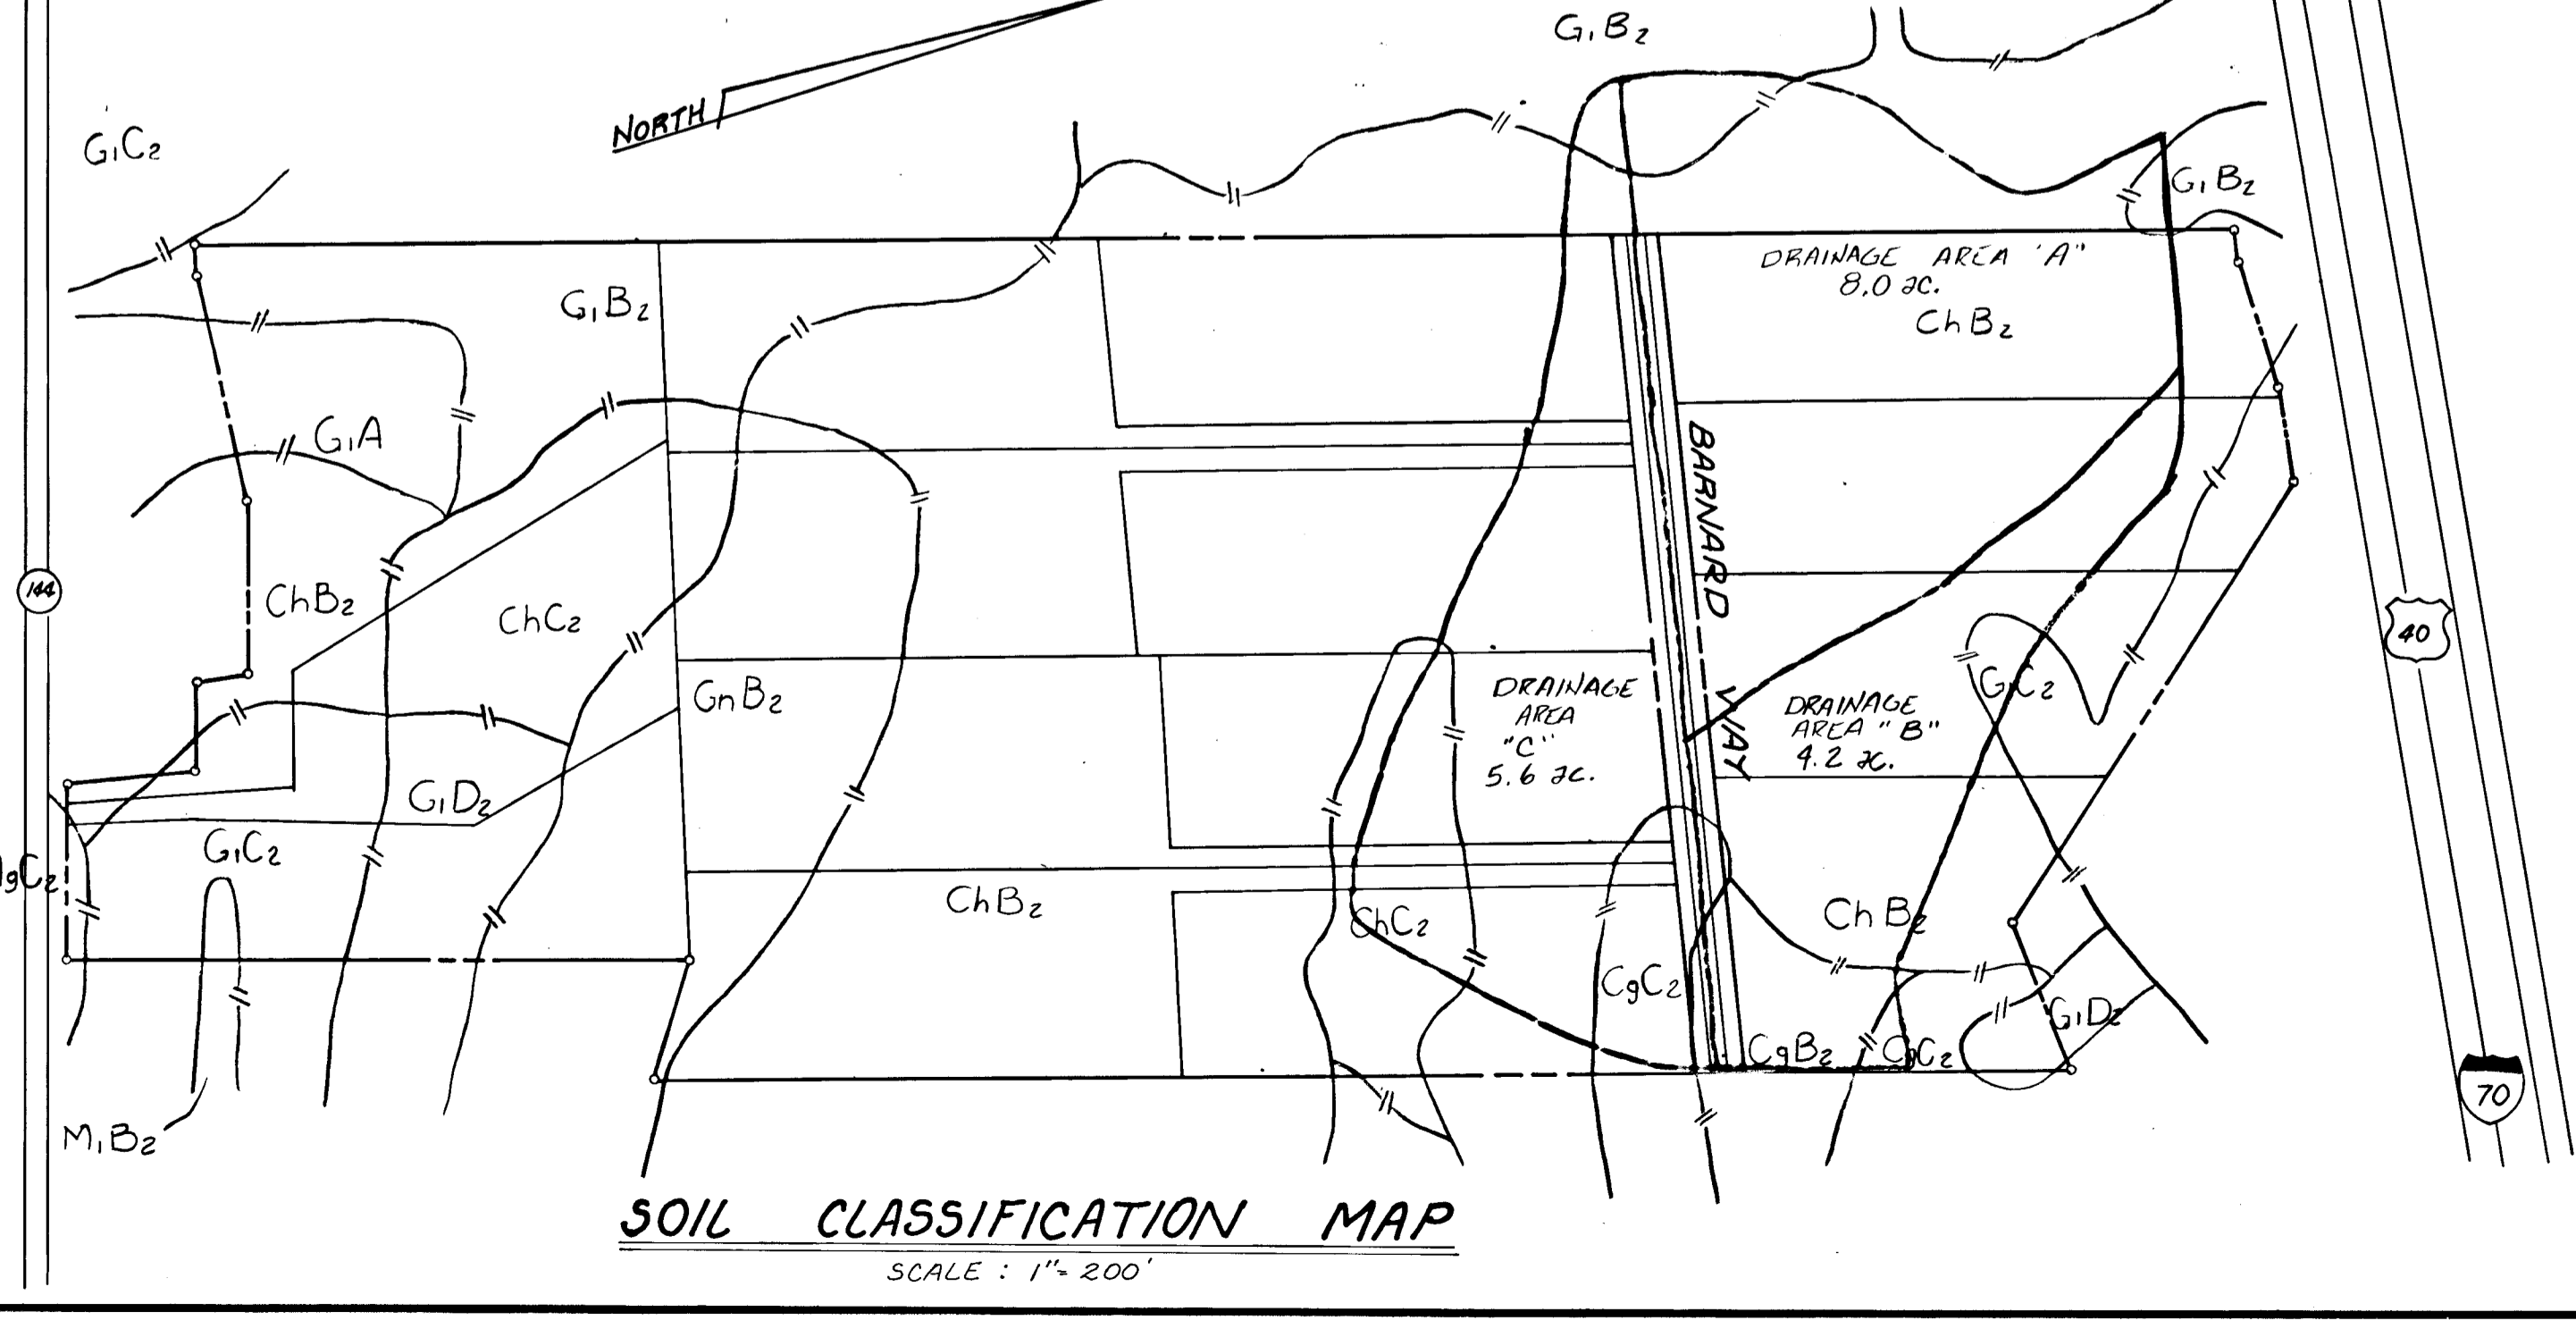 G1B2
NORTH
G1C2
G1B2
DRAINAGE AREA 'A"
8.0 ac.
ChB2
G1B2
G1A
BARNARD WAY
144
ChB2
ChC2
40
GnB2
DRAINAGE
AREA
"C"
5.6 ac.
DRAINAGE
AREA "B"
4.2 ac.
G1C2
G1D2
G1C2
gC2
ChB2
ChC2
ChB2
CgC2
G1D2
CgB2
CgC2
70
M1B2
SOIL CLASSIFICATION MAP
SCALE : 1"= 200'